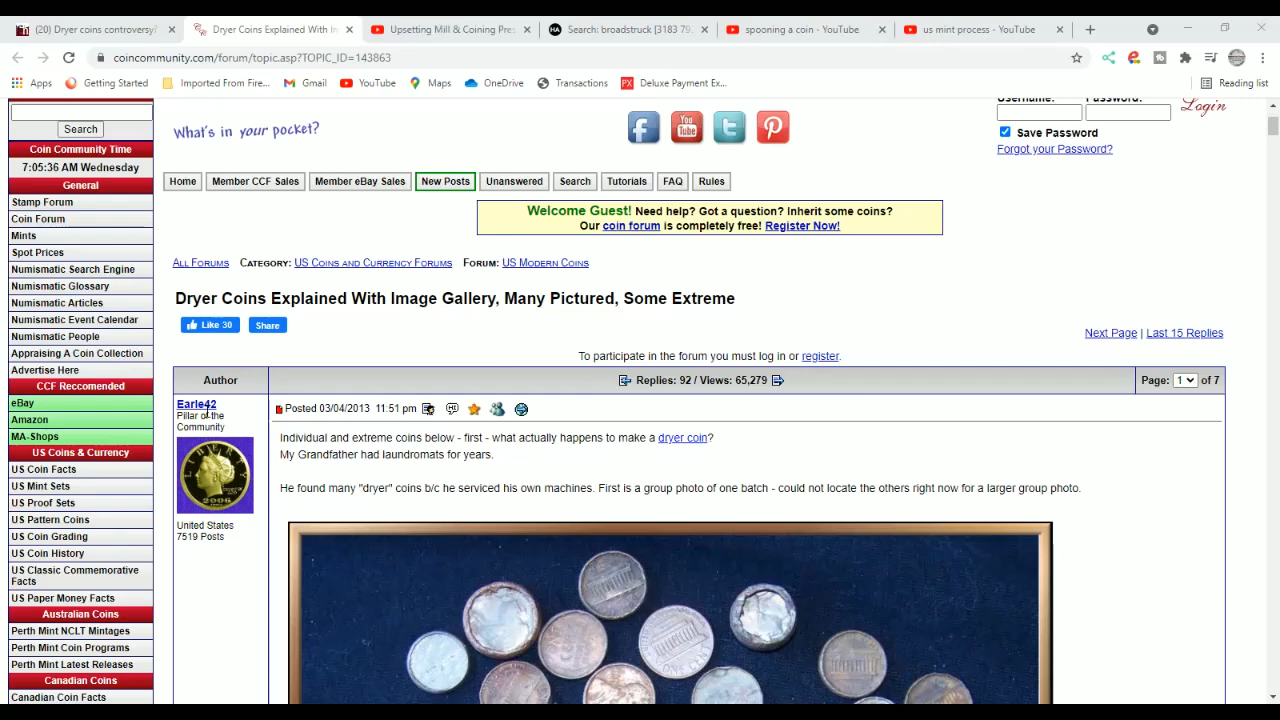 (20) Dryer coins controversy?
Dryer Coins Explained With In
Upsetting Mill & Coining Pres
Search: broadstruck [3183 79.
spooning a coin - YouTube
us mint process - YouTube
coincommunity.com/forum/topic.asp?TOPIC_ID=143863
Apps
Getting Started
Imported From Fire...
Gmail
YouTube
Maps
OneDrive
Transactions
Deluxe Payment Ex...
Reading list
What's in your pocket?
Username:
Password:
Login
Save Password
Forgot your Password?
Search
Coin Community Time
7:05:36 AM Wednesday
General
Stamp Forum
Coin Forum
Mints
Spot Prices
Numismatic Search Engine
Numismatic Glossary
Numismatic Articles
Numismatic Event Calendar
Numismatic People
Appraising A Coin Collection
Advertise Here
CCF Reccomended
eBay
Amazon
MA-Shops
US Coins & Currency
US Coin Facts
US Mint Sets
US Proof Sets
US Pattern Coins
US Coin Grading
US Coin History
US Classic Commemorative
Facts
US Paper Money Facts
Australian Coins
Perth Mint NCLT Mintages
Perth Mint Coin Programs
Perth Mint Latest Releases
Canadian Coins
Canadian Coin Facts
Home
Member CCF Sales
Member eBay Sales
New Posts
Unanswered
Search
Tutorials
FAQ
Rules
Welcome Guest! Need help? Got a question? Inherit some coins?
Our coin forum is completely free! Register Now!
All Forums Category: US Coins and Currency Forums Forum: US Modern Coins
Dryer Coins Explained With Image Gallery, Many Pictured, Some Extreme
Like 30
Share
Next Page | Last 15 Replies
To participate in the forum you must log in or register.
Author
Replies: 92 / Views: 65,279
Page: 1 of 7
Earle42
Pillar of the
Community
LIBERTY
2006
United States
7519 Posts
Posted 03/04/2013 11:51 pm
Individual and extreme coins below - first - what actually happens to make a dryer coin?
My Grandfather had laundromats for years.
He found many "dryer" coins b/c he serviced his own machines. First is a group photo of one batch - could not locate the others right now for a larger group photo.